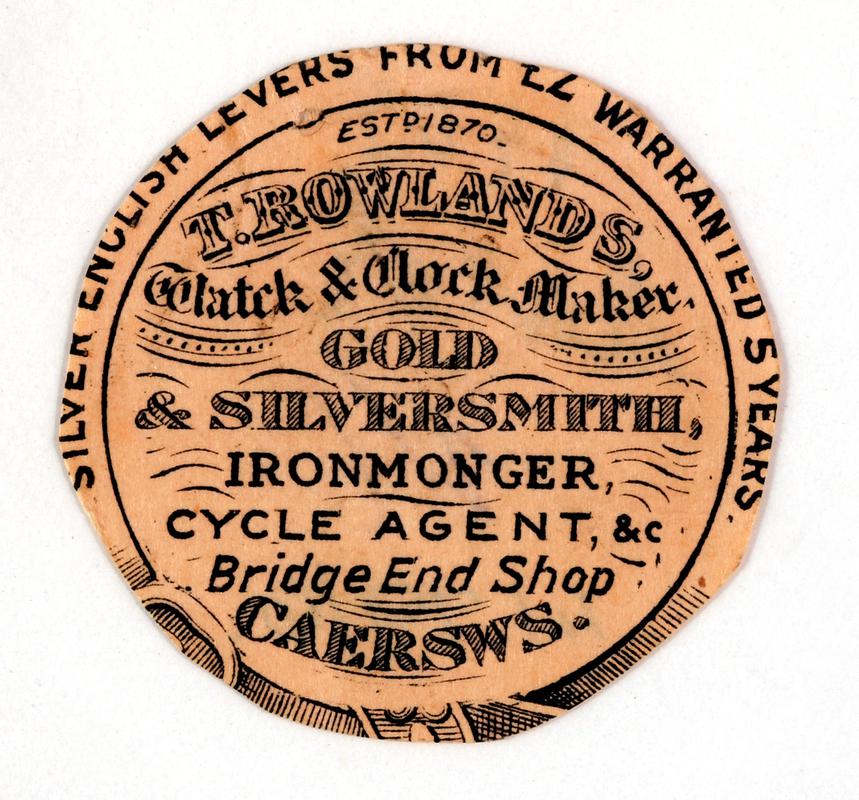 SILVER ENGLISH LEVERS FROM £2 WARRANTED 5 YEARS.
ESTD 1870.
T. ROWLANDS,
Watch & Clock Maker.
GOLD
& SILVERSMITH,
IRONMONGER,
CYCLE AGENT, &c
Bridge End Shop
CAERSWS.